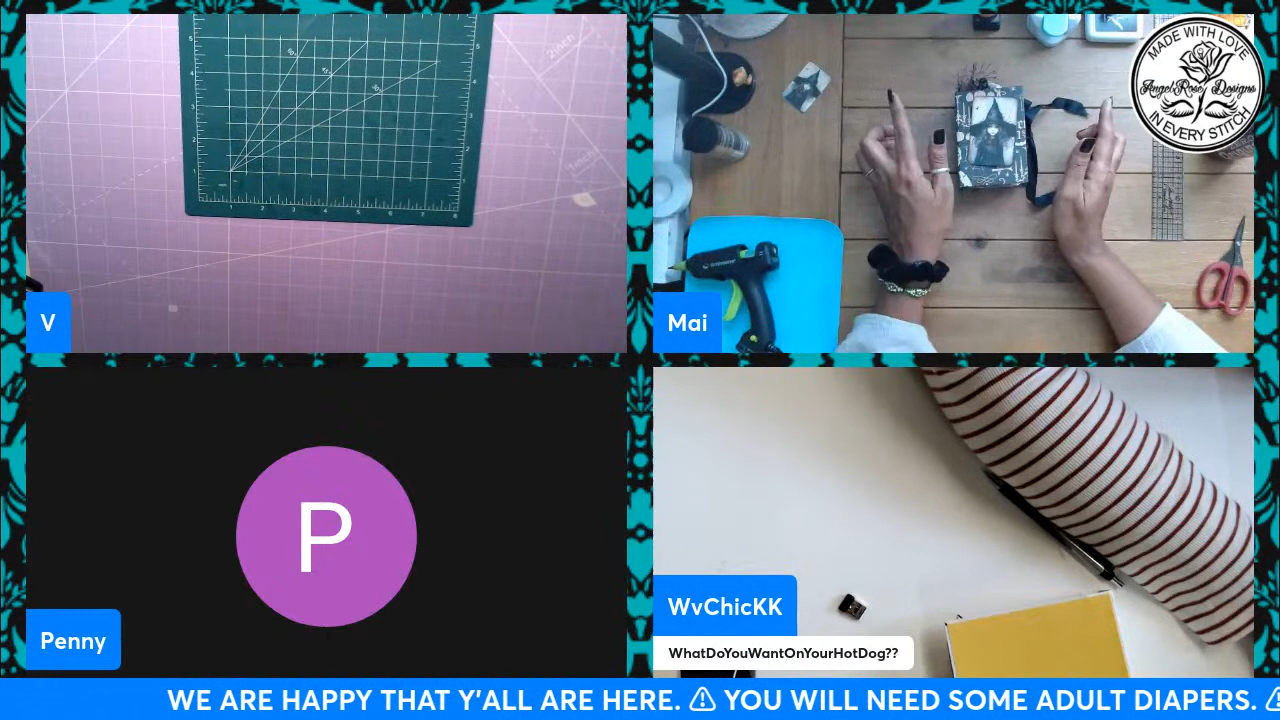 MADE WITH LOVE
AngelRose Designs
IN EVERY STITCH
V
Mai
P
Penny
WvChicKK
WhatDoYouWantOnYourHotDog??
WE ARE HAPPY THAT Y'ALL ARE HERE. ⚠ YOU WILL NEED SOME ADULT DIAPERS. ⚠